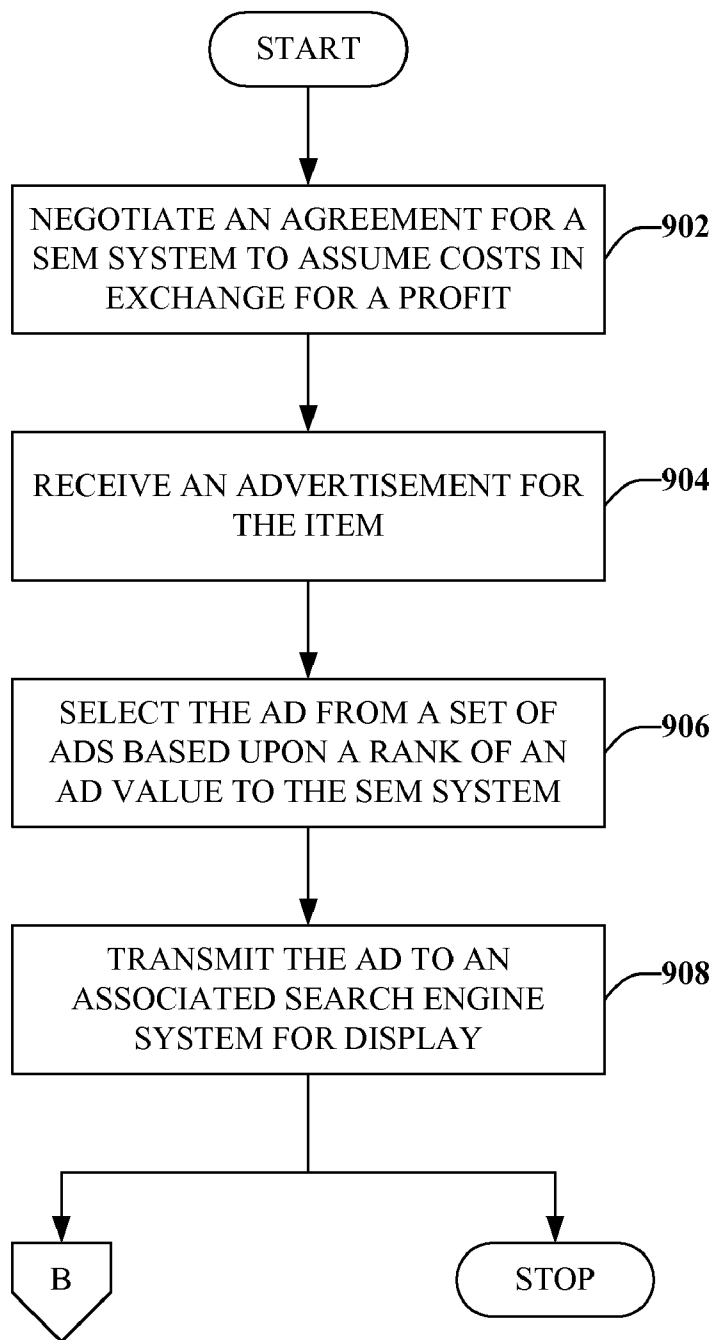 START
NEGOTIATE AN AGREEMENT FOR A
SEM SYSTEM TO ASSUME COSTS IN
EXCHANGE FOR A PROFIT
902
RECEIVE AN ADVERTISEMENT FOR
THE ITEM
904
SELECT THE AD FROM A SET OF
ADS BASED UPON A RANK OF AN
AD VALUE TO THE SEM SYSTEM
906
TRANSMIT THE AD TO AN
ASSOCIATED SEARCH ENGINE
SYSTEM FOR DISPLAY
908
B
STOP